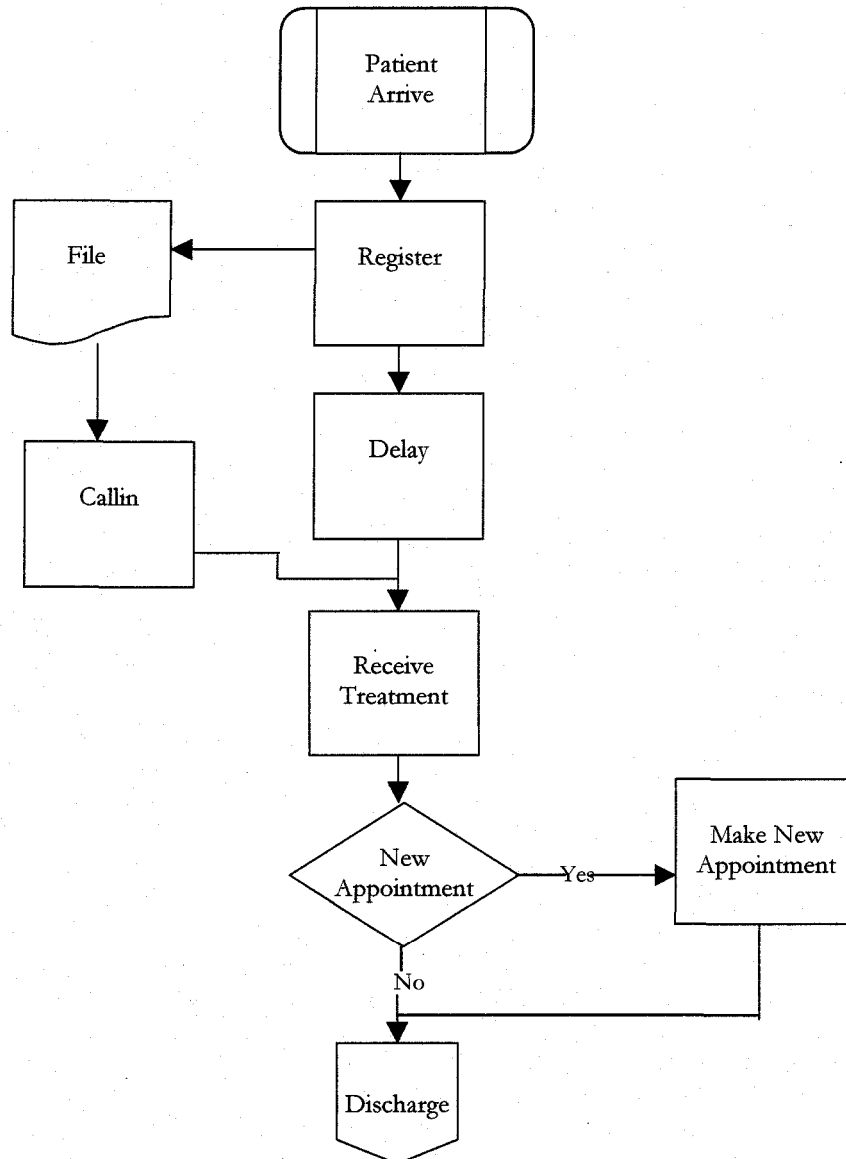 Patient
Arrive
File
Register
Delay
Callin
Receive
Treatment
New
Appointment
Yes
Make New
Appointment
No
Discharge